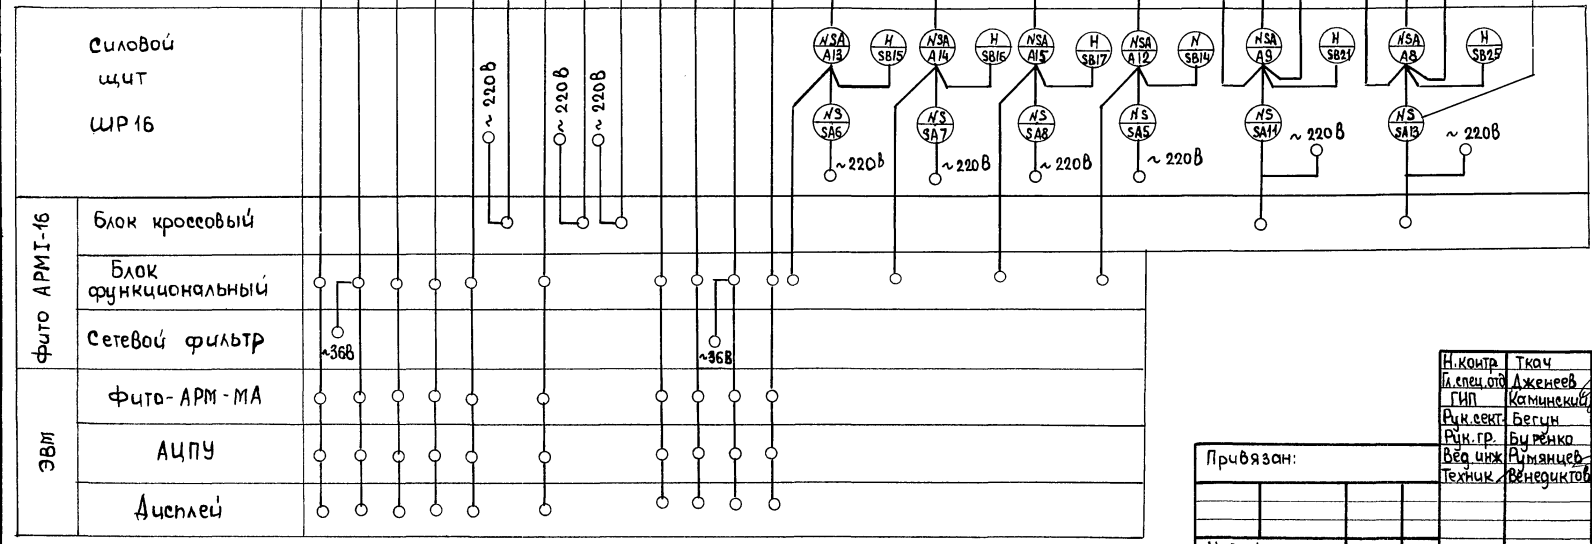 Силовой
щит
ШР 16
~ 220В
~ 220В
~ 220В
NSA
A13
H
SB15
NSA
A14
H
SB16
NSA
A15
H
SB17
NSA
A12
N
SB14
NSA
A9
H
SB21
NSA
A8
H
SB25
NS
SA6
NS
SA7
NS
SA8
NS
SA5
NS
SA11
NS
SA13
~220В
~ 220В
~ 220В
~ 220В
~ 220В
~ 220В
Фито АРМI-16
Блок кроссовый
Блок
функциональный
Сетевой фильтр
~36В
~36В
ЭВМ
Фито-АРМ-МА
АЦПУ
Дисплей
Н.контр Ткач
Гл.спец.отд Дженеев
ГИП Каминский
Рук.сект. Бегун
Рук.гр. Буренко
Вед.инж Румянцев
Техник Венедиктов
Привязан: